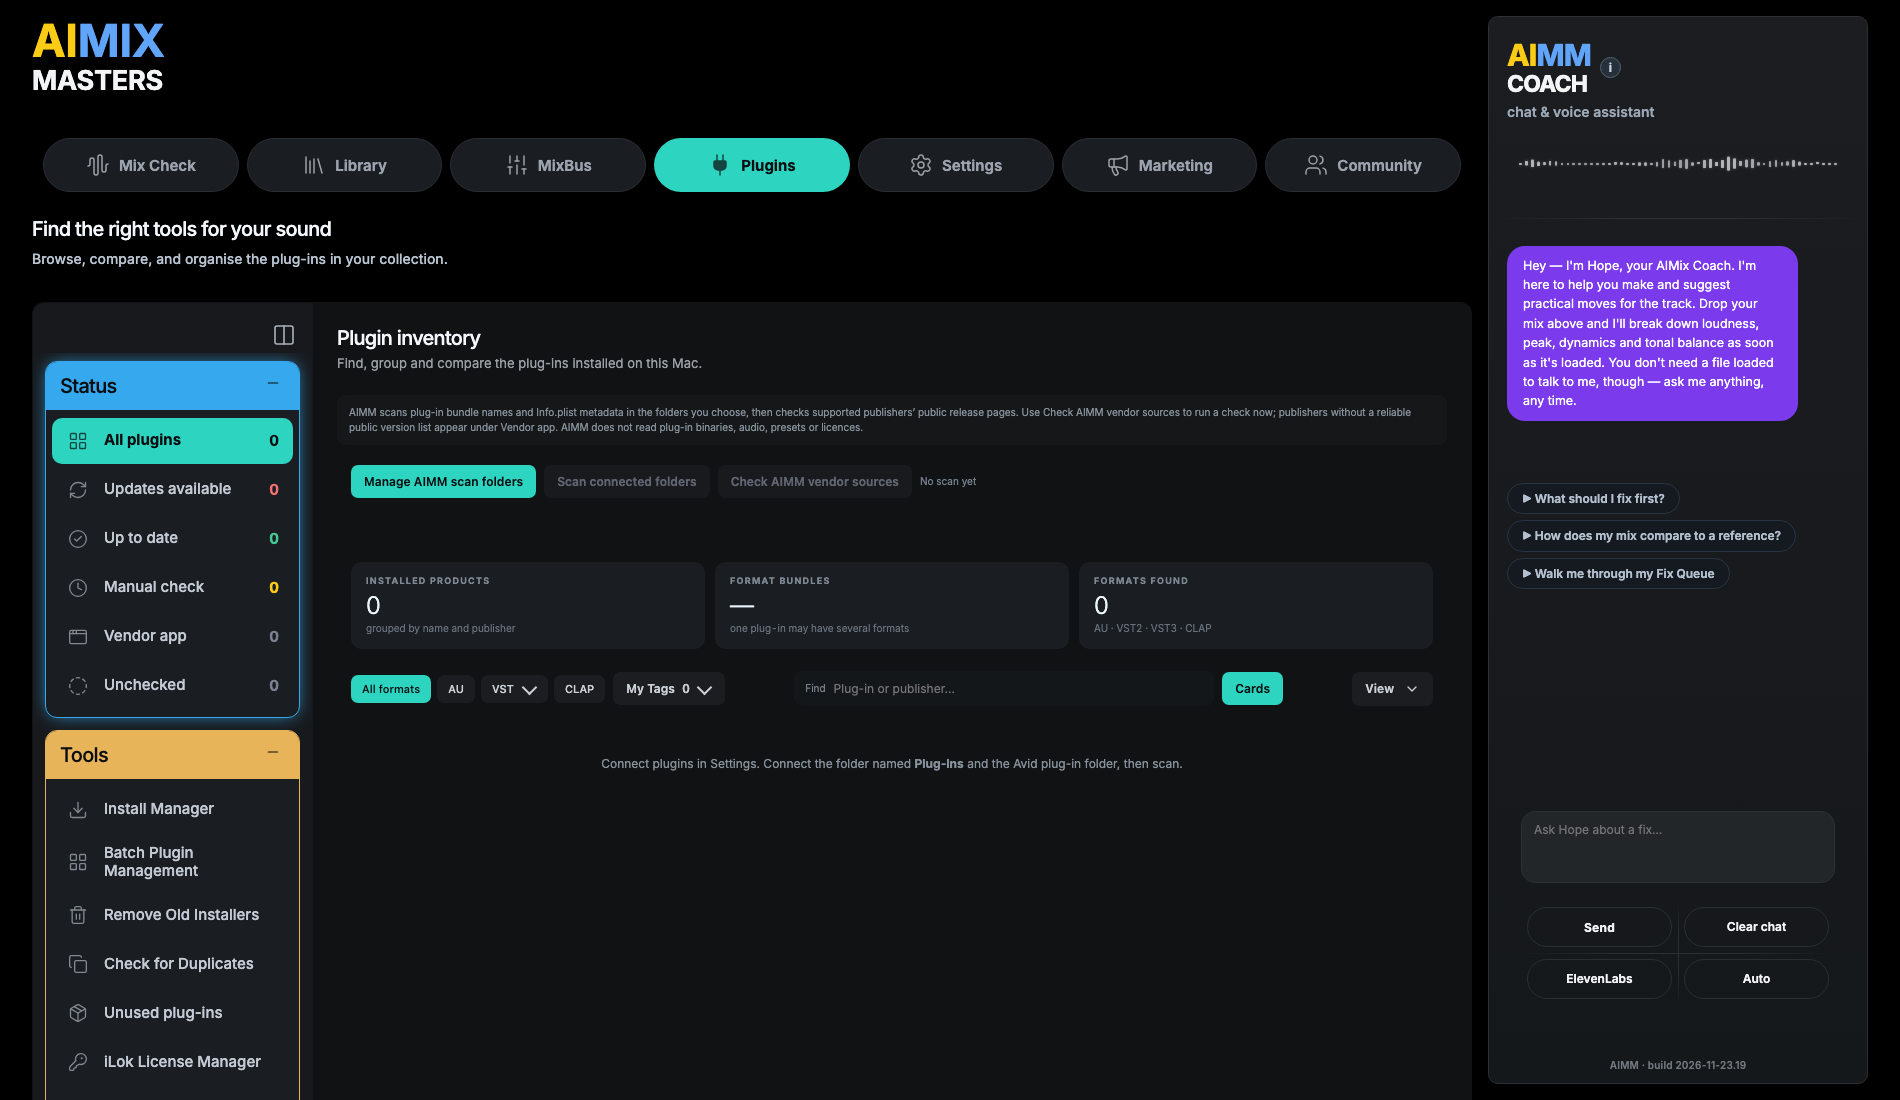 AIMIX
MASTERS
Mix Check
Library
MixBus
Plugins
Settings
Marketing
Community
Find the right tools for your sound
Browse, compare, and organise the plug-ins in your collection.
Status
All plugins 0
Updates available 0
Up to date 0
Manual check 0
Vendor app 0
Unchecked 0
Tools
Install Manager
Batch Plugin
Management
Remove Old Installers
Check for Duplicates
Unused plug-ins
iLok License Manager
Plugin inventory
Find, group and compare the plug-ins installed on this Mac.
AIMM scans plug-in bundle names and Info.plist metadata in the folders you choose, then checks supported publishers' public release pages. Use Check AIMM vendor sources to run a check now; publishers without a reliable
public version list appear under Vendor app. AIMM does not read plug-in binaries, audio, presets or licences.
Manage AIMM scan folders
Scan connected folders
Check AIMM vendor sources
No scan yet
INSTALLED PRODUCTS
0
grouped by name and publisher
FORMAT BUNDLES
—
one plug-in may have several formats
FORMATS FOUND
0
AU · VST2 · VST3 · CLAP
All formats
AU
VST
CLAP
My Tags 0
Find Plug-in or publisher...
Cards
View
Connect plugins in Settings. Connect the folder named Plug-Ins and the Avid plug-in folder, then scan.
AIMM
COACH
i
chat & voice assistant
Hey — I'm Hope, your AIMix Coach. I'm
here to help you make and suggest
practical moves for the track. Drop your
mix above and I'll break down loudness,
peak, dynamics and tonal balance as soon
as it's loaded. You don't need a file loaded
to talk to me, though — ask me anything,
any time.
What should I fix first?
How does my mix compare to a reference?
Walk me through my Fix Queue
Ask Hope about a fix...
Send
Clear chat
ElevenLabs
Auto
AIMM · build 2026-11-23.19